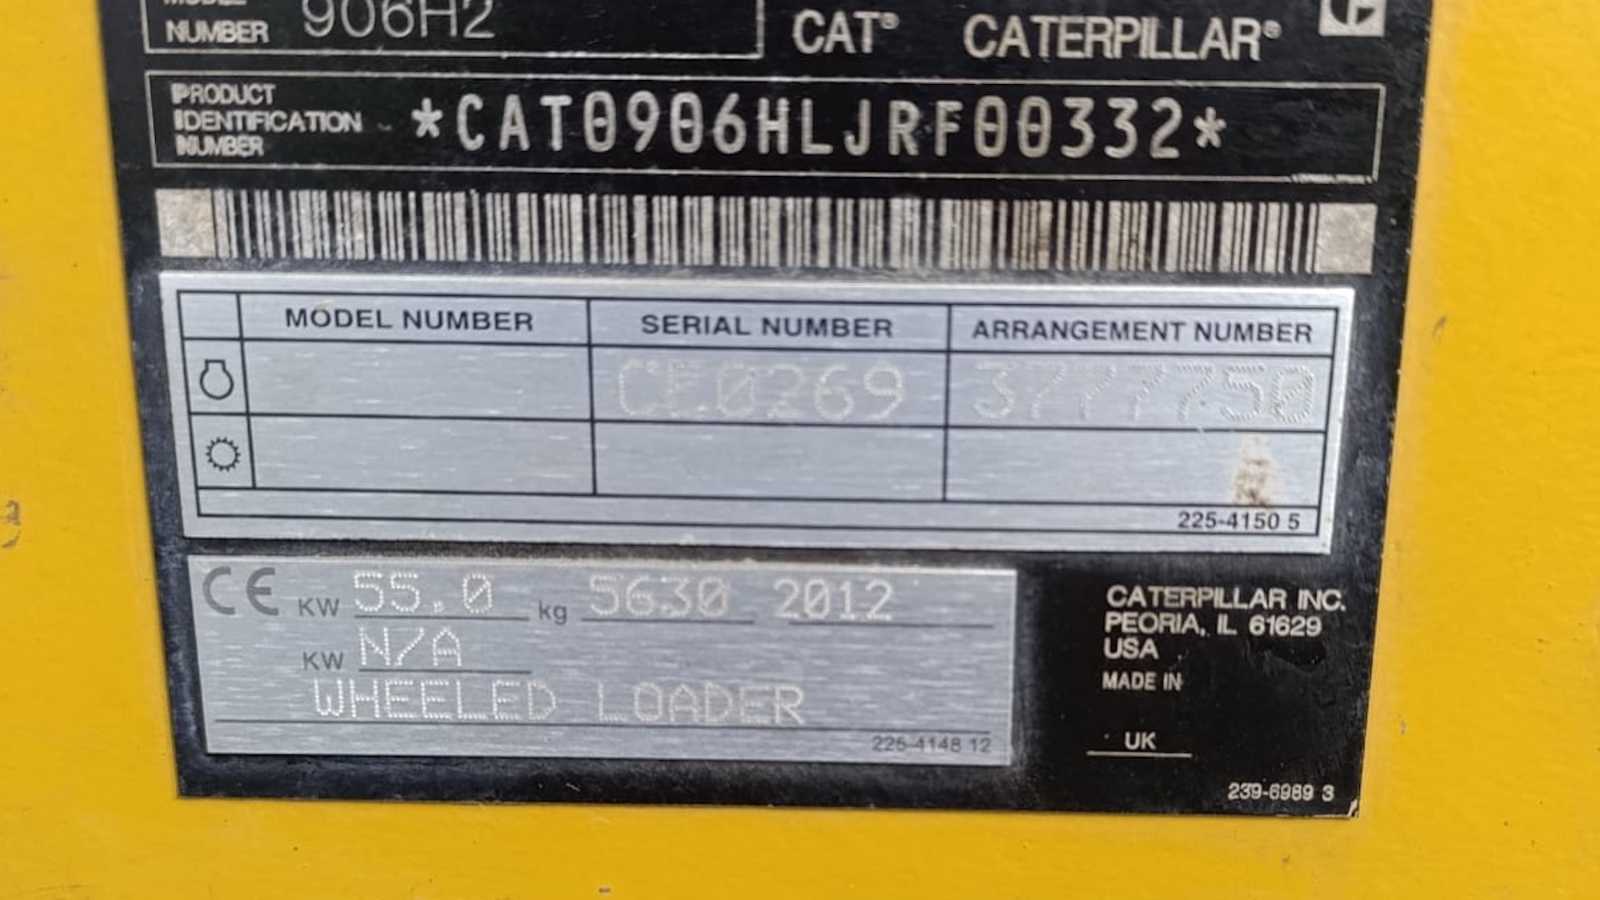 MODEL
NUMBER 906H2
CAT® CATERPILLAR®
PRODUCT
IDENTIFICATION
NUMBER
*CAT0906HLJRF00332*
MODEL NUMBER SERIAL NUMBER ARRANGEMENT NUMBER
CE0269 3777750
225-4150 5
CE KW 55.0 kg 5630 2012
KW N/A
WHEELED LOADER
225-4148 12
CATERPILLAR INC.
PEORIA, IL 61629
USA
MADE IN
UK
239-6989 3